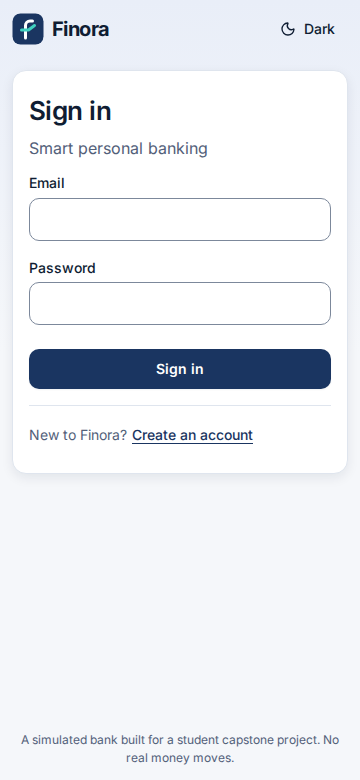 Finora
Dark
Sign in
Smart personal banking
Email
Password
Sign in
New to Finora? Create an account
A simulated bank built for a student capstone project. No
real money moves.